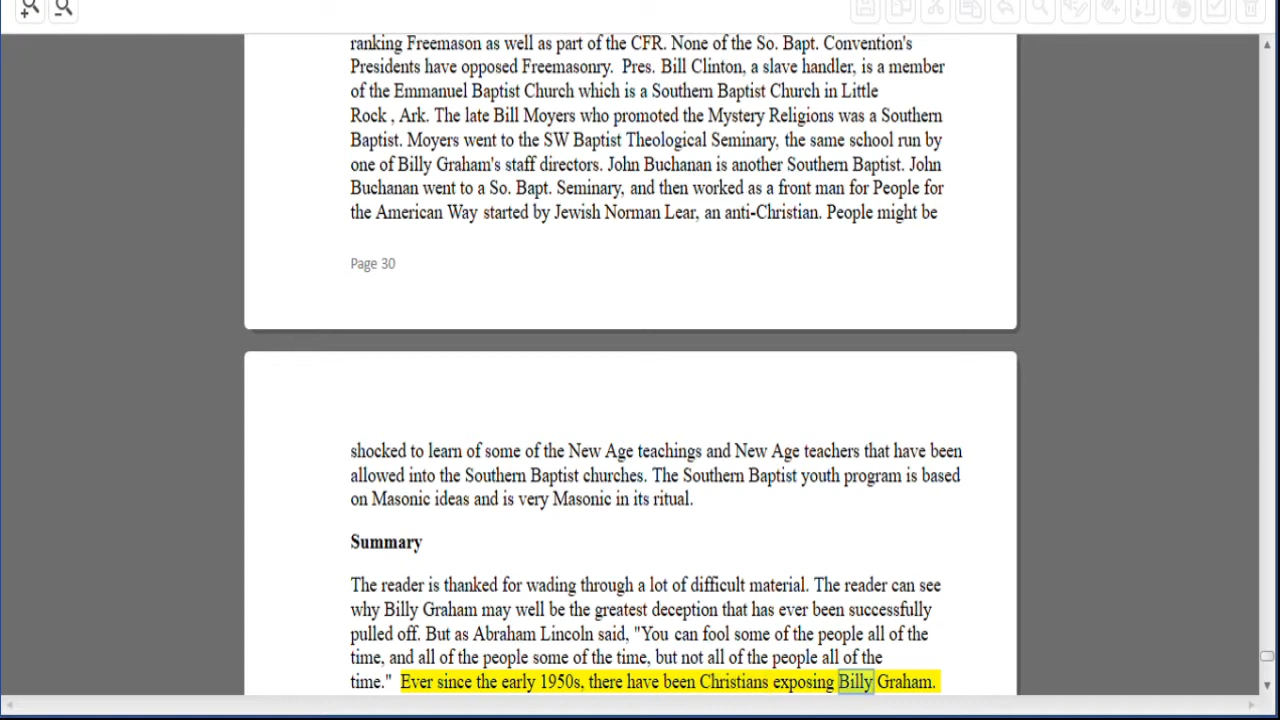 ranking Freemason as well as part of the CFR. None of the So. Bapt. Convention's
Presidents have opposed Freemasonry.  Pres. Bill Clinton, a slave handler, is a member
of the Emmanuel Baptist Church which is a Southern Baptist Church in Little
Rock , Ark. The late Bill Moyers who promoted the Mystery Religions was a Southern
Baptist. Moyers went to the SW Baptist Theological Seminary, the same school run by
one of Billy Graham's staff directors. John Buchanan is another Southern Baptist. John
Buchanan went to a So. Bapt. Seminary, and then worked as a front man for People for
the American Way started by Jewish Norman Lear, an anti-Christian. People might be
Page 30
shocked to learn of some of the New Age teachings and New Age teachers that have been
allowed into the Southern Baptist churches. The Southern Baptist youth program is based
on Masonic ideas and is very Masonic in its ritual.
Summary
The reader is thanked for wading through a lot of difficult material. The reader can see
why Billy Graham may well be the greatest deception that has ever been successfully
pulled off. But as Abraham Lincoln said, "You can fool some of the people all of the
time, and all of the people some of the time, but not all of the people all of the
time."  Ever since the early 1950s, there have been Christians exposing Billy Graham.